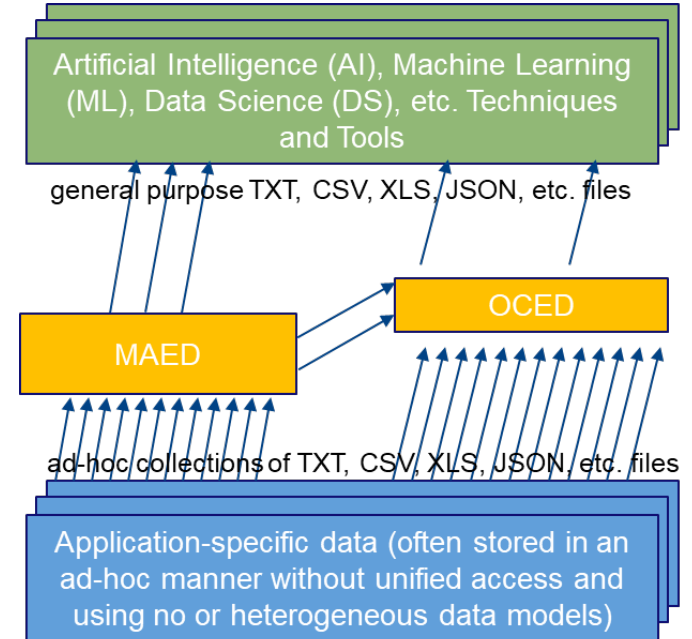 Artificial Intelligence (AI), Machine Learning
(ML), Data Science (DS), etc. Techniques
and Tools
general purpose TXT, CSV, XLS, JSON, etc. files
OCED
MAED
ad-hoc collections of TXT, CSV, XLS, JSON, etc. files
Application-specific data (often stored in an
ad-hoc manner without unified access and
using no or heterogeneous data models)